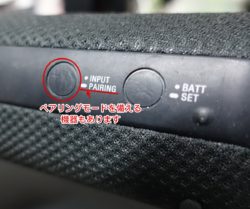 • INPUT
PAIRING
• BATT
SET
ペアリングモードを備える
機器もあります